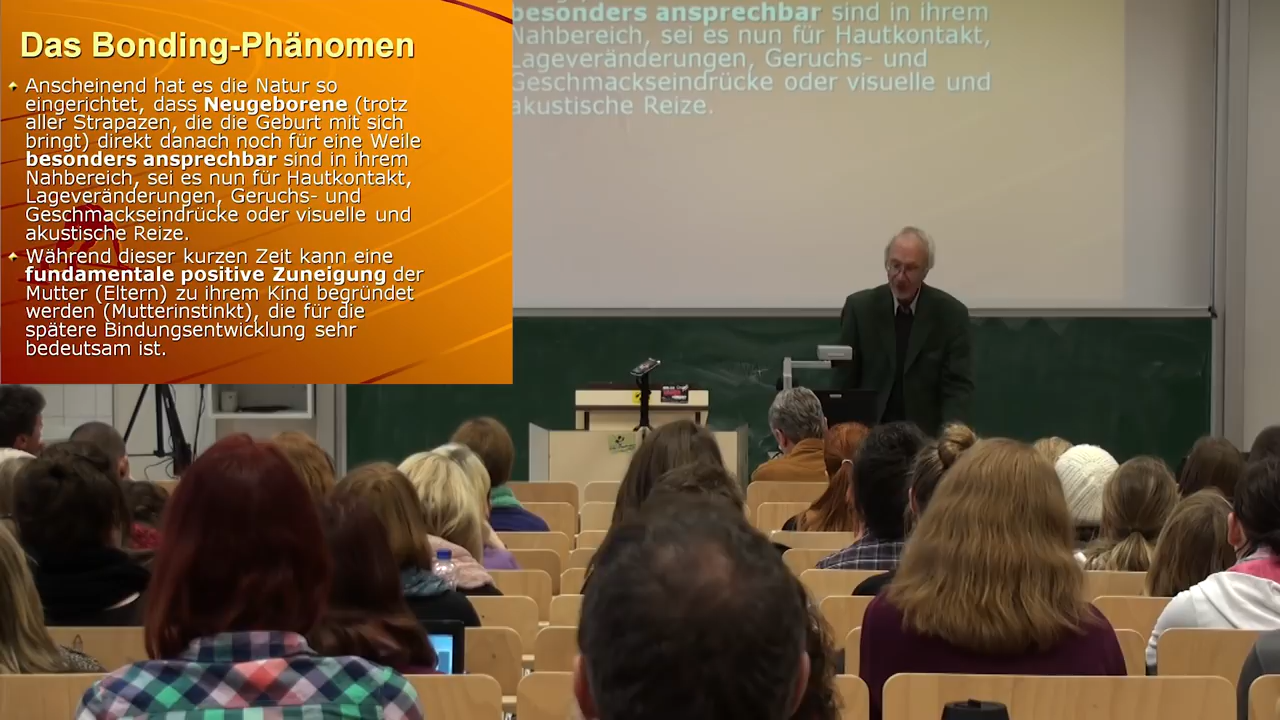 Das Bonding-Phänomen
Anscheinend hat es die Natur so
eingerichtet, dass Neugeborene (trotz
aller Strapazen, die die Geburt mit sich
bringt) direkt danach noch für eine Weile
besonders ansprechbar sind in ihrem
Nahbereich, sei es nun für Hautkontakt,
Lageveränderungen, Geruchs- und
Geschmackseindrücke oder visuelle und
akustische Reize.
Während dieser kurzen Zeit kann eine
fundamentale positive Zuneigung der
Mutter (Eltern) zu ihrem Kind begründet
werden (Mutterinstinkt), die für die
spätere Bindungsentwicklung sehr
bedeutsam ist.
besonders ansprechbar sind in ihrem
Nahbereich, sei es nun für Hautkontakt,
Lageveränderungen, Geruchs- und
Geschmackseindrücke oder visuelle und
akustische Reize.